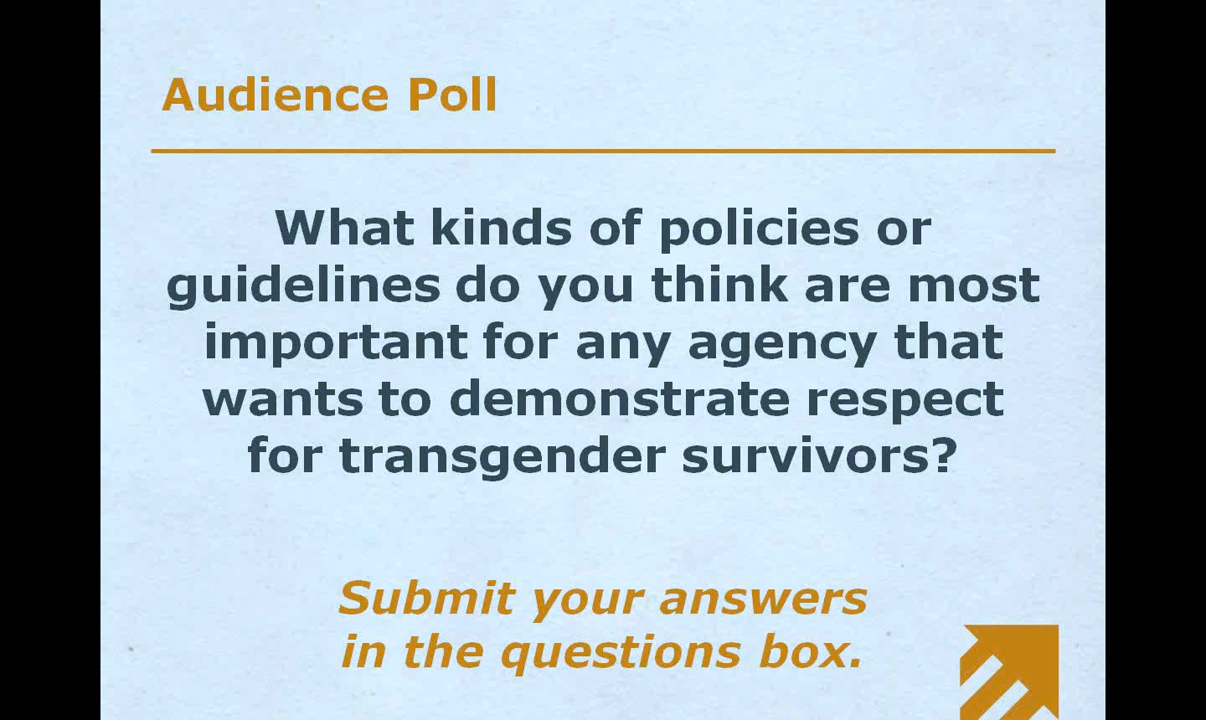 Audience Poll
What kinds of policies or
guidelines do you think are most
important for any agency that
wants to demonstrate respect
for transgender survivors?
Submit your answers
in the questions box.